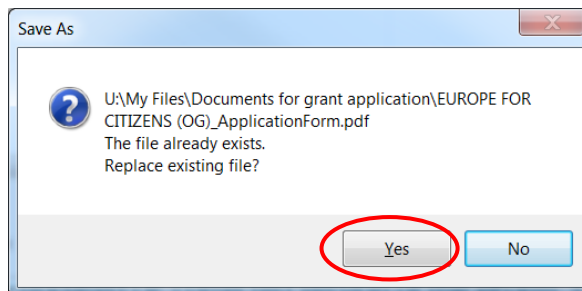 Save As
U:\My Files\Documents for grant application\EUROPE FOR
CITIZENS (OG)_ApplicationForm.pdf
The file already exists.
Replace existing file?
Yes
No